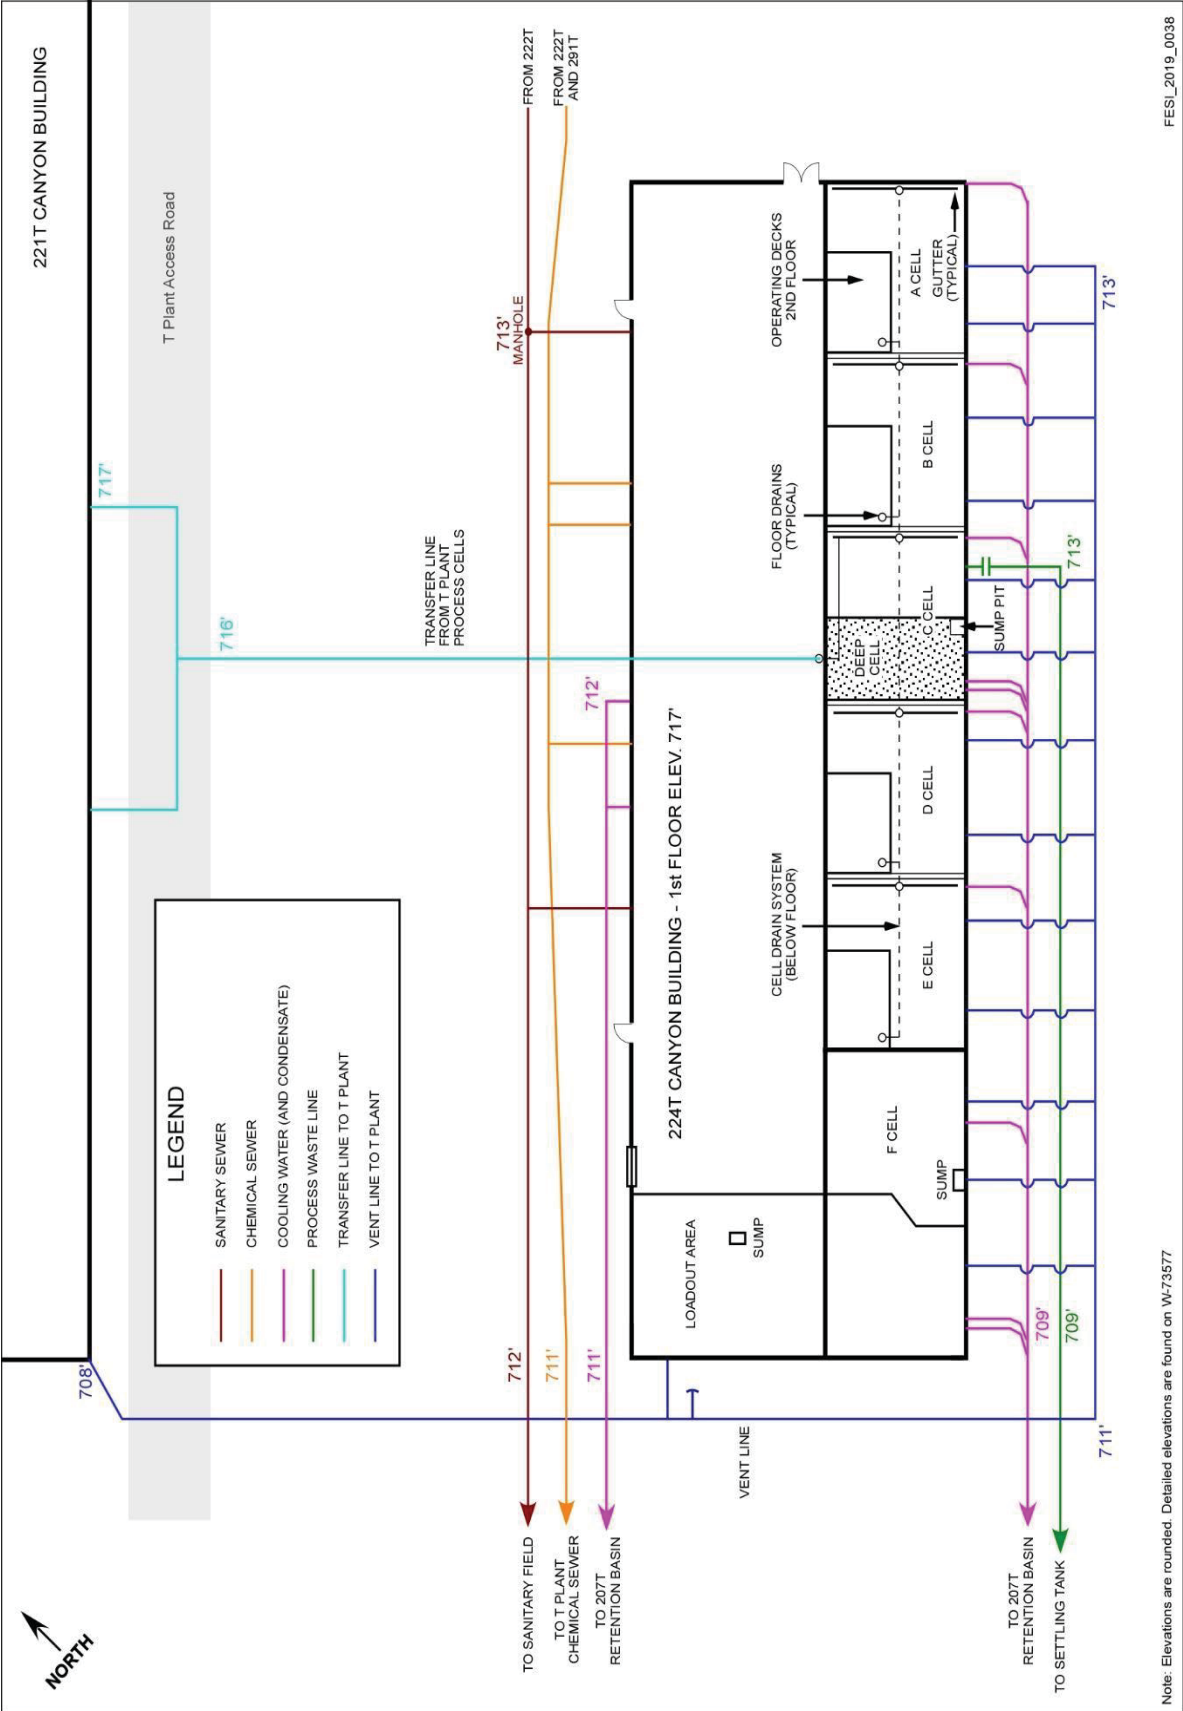 221T CANYON BUILDING
T Plant Access Road
717'
716'
708'
NORTH
LEGEND
SANITARY SEWER
CHEMICAL SEWER
COOLING WATER (AND CONDENSATE)
PROCESS WASTE LINE
TRANSFER LINE TO T PLANT
VENT LINE TO T PLANT
TRANSFER LINE
FROM T PLANT
PROCESS CELLS
FROM 222T
FROM 222T
AND 291T
713'
MANHOLE
712'
711'
711'
712'
TO SANITARY FIELD
TO T PLANT
CHEMICAL SEWER
TO 207T
RETENTION BASIN
224T CANYON BUILDING - 1st FLOOR ELEV. 717'
LOADOUT AREA
SUMP
VENT LINE
CELL DRAIN SYSTEM
(BELOW FLOOR)
FLOOR DRAINS
(TYPICAL)
OPERATING DECKS
2ND FLOOR
F CELL
SUMP
E CELL
D CELL
DEEP
CELL
C CELL
B CELL
A CELL
GUTTER
(TYPICAL)
SUMP PIT
713'
713'
709'
709'
711'
TO 207T
RETENTION BASIN
TO SETTLING TANK
Note: Elevations are rounded. Detailed elevations are found on W-73577
FESI_2019_0038